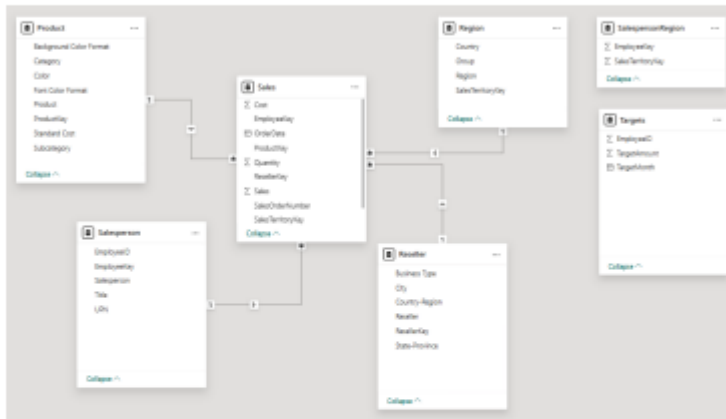 Product
Background Color Format
Category
Color
Font Color Format
Product
ProductKey
Standard Cost
Subcategory
Collapse
Sales
Σ Cost
EmployeeKey
OrderDate
ProductKey
Σ Quantity
ResellerKey
Σ Sales
SalesOrderNumber
SalesTerritoryKey
Collapse
Region
Country
Group
Region
SalesTerritoryKey
Collapse
SalespersonRegion
Σ EmployeeKey
Σ SalesTerritoryKey
Collapse
Targets
Σ EmployeeID
Σ TargetAmount
TargetMonth
Collapse
Salesperson
EmployeeID
EmployeeKey
Salesperson
Title
UPN
Collapse
Reseller
Business Type
City
Country-Region
Reseller
ResellerKey
State-Province
Collapse